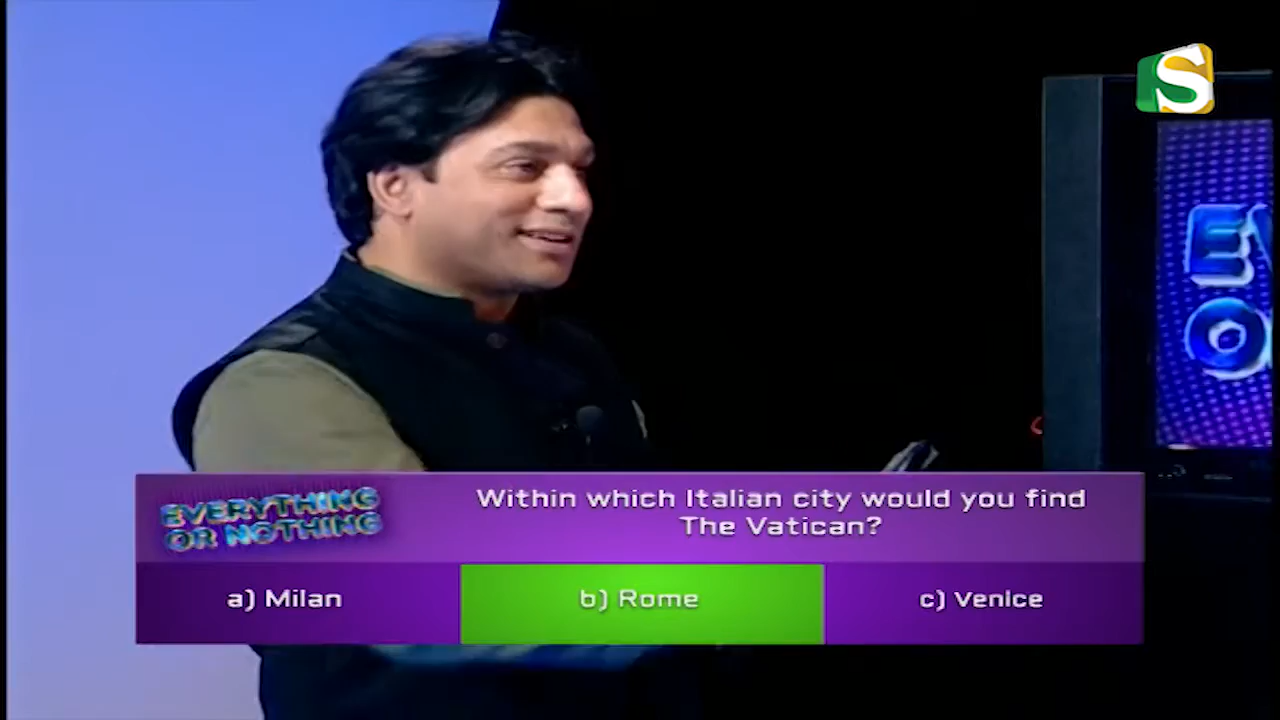 S
EVERYTHING
OR NOTHING
Within which Italian city would you find
The Vatican?
a) Milan
b) Rome
c) Venice